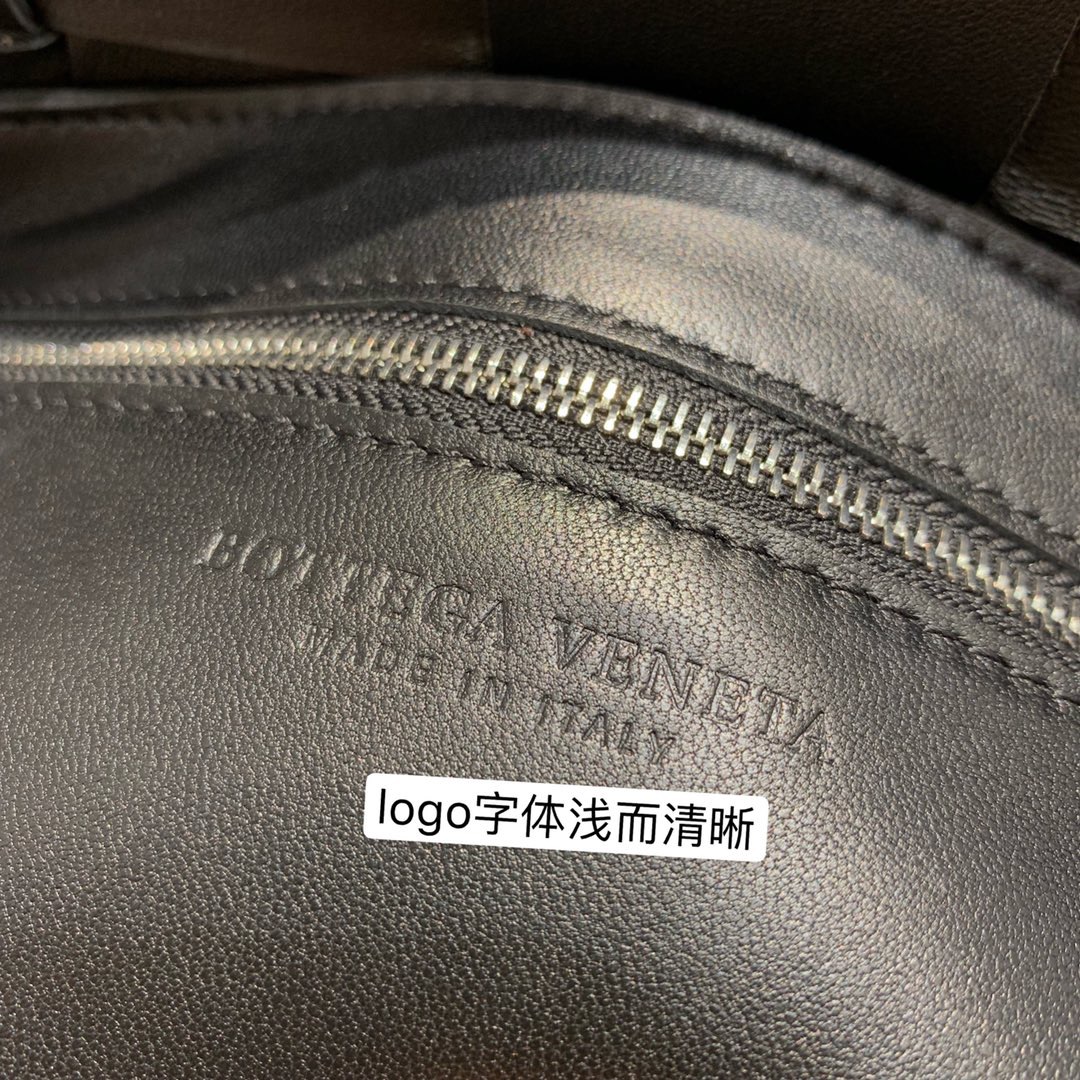 BOTTEGA VENETA
MADE IN ITALY
logo字体浅而清晰